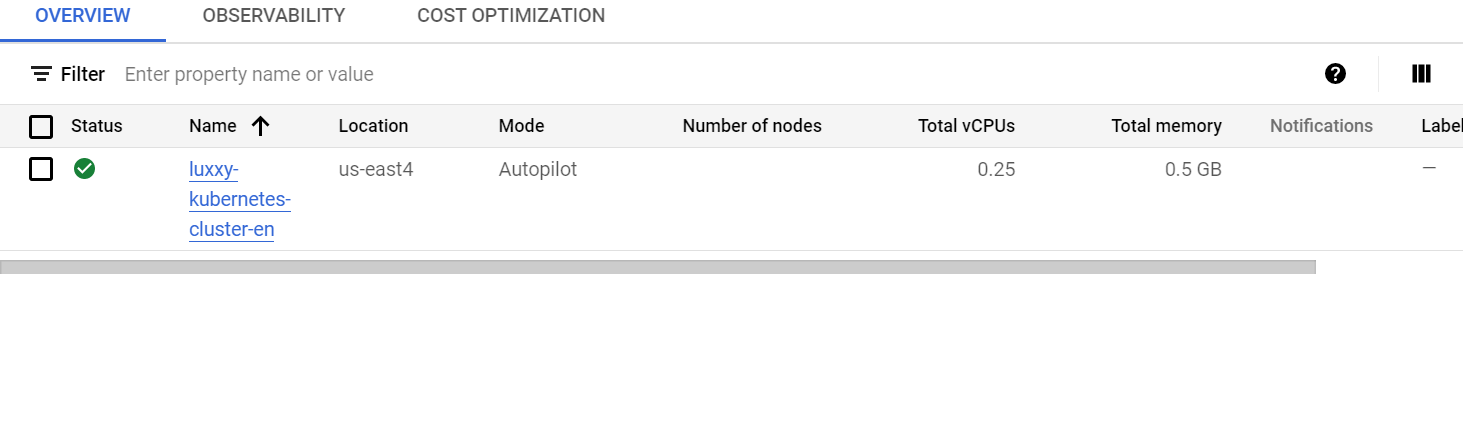 OVERVIEW OBSERVABILITY COST OPTIMIZATION
Filter Enter property name or value
Status Name Location Mode Number of nodes Total vCPUs Total memory Notifications Label
luxxy- us-east4 Autopilot 0.25 0.5 GB —
kubernetes-
cluster-en